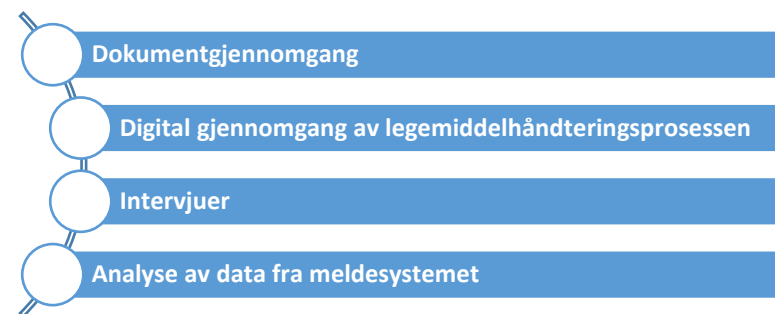 Dokumentgjennomgang
Digital gjennomgang av legemiddelhåndteringsprosessen
Intervjuer
Analyse av data fra meldesystemet